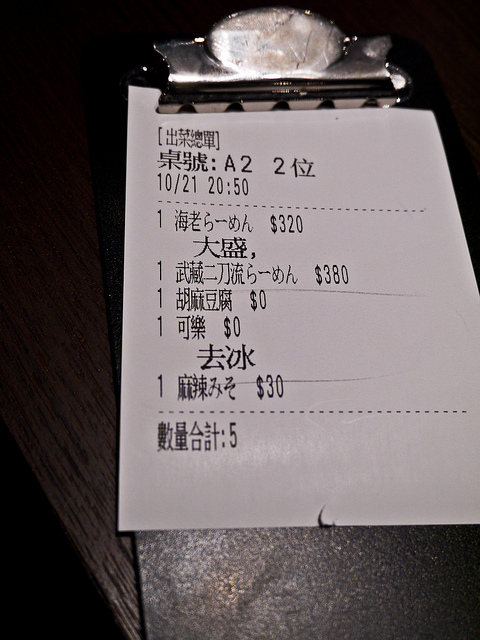 [出菜總單]
桌號:A2 2位
10/21 20:50
1 海老らーめん $320
大盛,
1 武藏二刀流らーめん $380
1 胡麻豆腐 $0
1 可樂 $0
去冰
1 麻辣みそ $30
數量合計:5